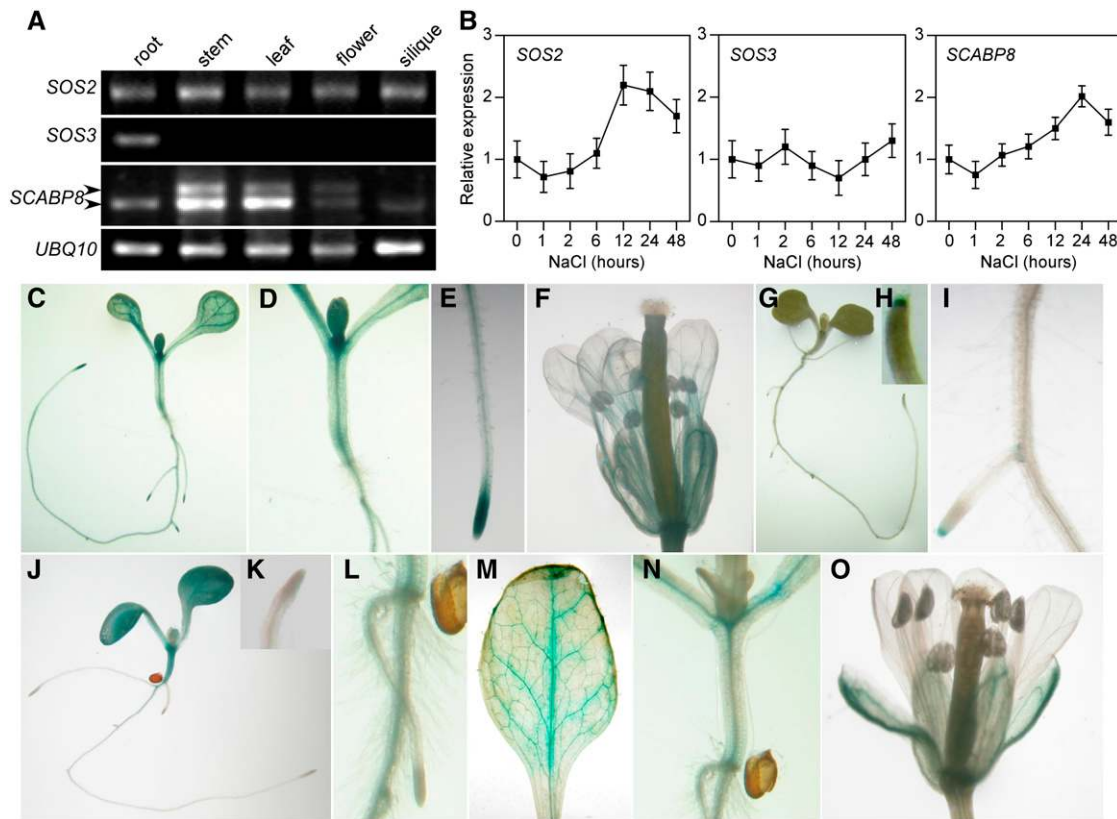 A
root stem leaf flower silique
SOS2
SOS3
SCABP8
UBQ10
B
Relative expression
3
2
1
0
SOS2
0 1 2 6 12 24 48
NaCl (hours)
3
2
1
0
SOS3
0 1 2 6 12 24 48
NaCl (hours)
3
2
1
0
SCABP8
0 1 2 6 12 24 48
NaCl (hours)
C
D
E
F
G
H
I
J
K
L
M
N
O